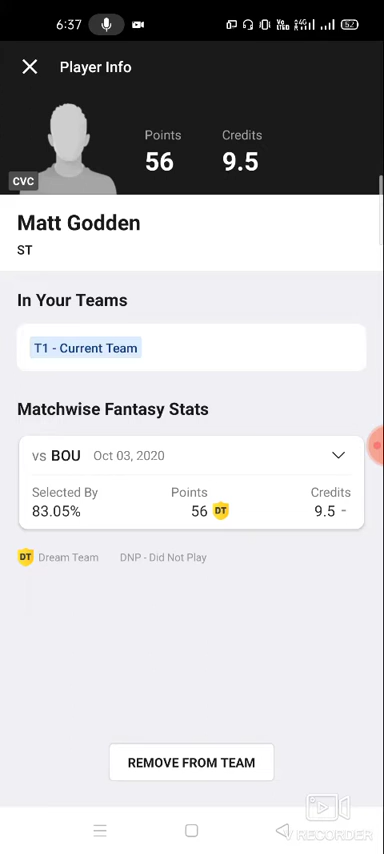 6:37
Player Info
Points
Credits
56
9.5
CVC
Matt Godden
ST
In Your Teams
T1 - Current Team
Matchwise Fantasy Stats
vs BOU Oct 03, 2020
Selected By
Points
Credits
83.05%
56 DT
9.5 -
DT Dream Team DNP - Did Not Play
REMOVE FROM TEAM
V RECORDER